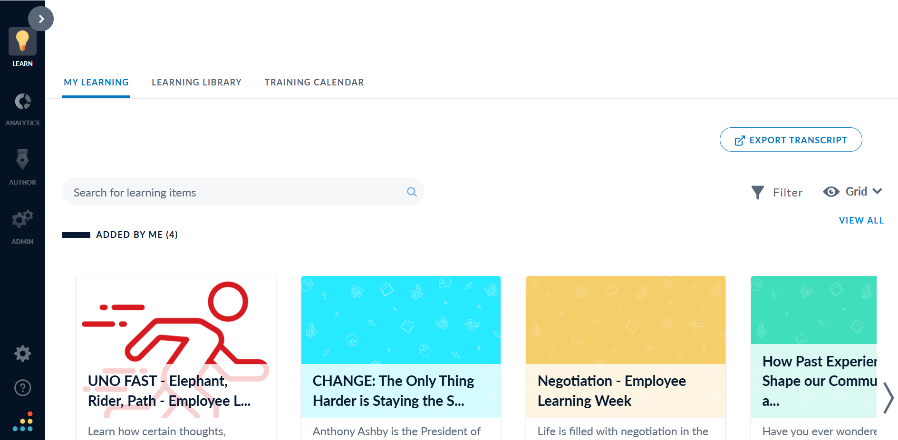 LEARN
ANALYTICS
AUTHOR
ADMIN
MY LEARNING
LEARNING LIBRARY
TRAINING CALENDAR
EXPORT TRANSCRIPT
Search for learning items
Filter
Grid
VIEW ALL
ADDED BY ME (4)
UNO FAST - Elephant,
Rider, Path - Employee L...
Learn how certain thoughts,
CHANGE: The Only Thing
Harder is Staying the S...
Anthony Ashby is the President of
Negotiation - Employee
Learning Week
Life is filled with negotiation in the
How Past Experien
Shape our Commu
a...
Have you ever wondere